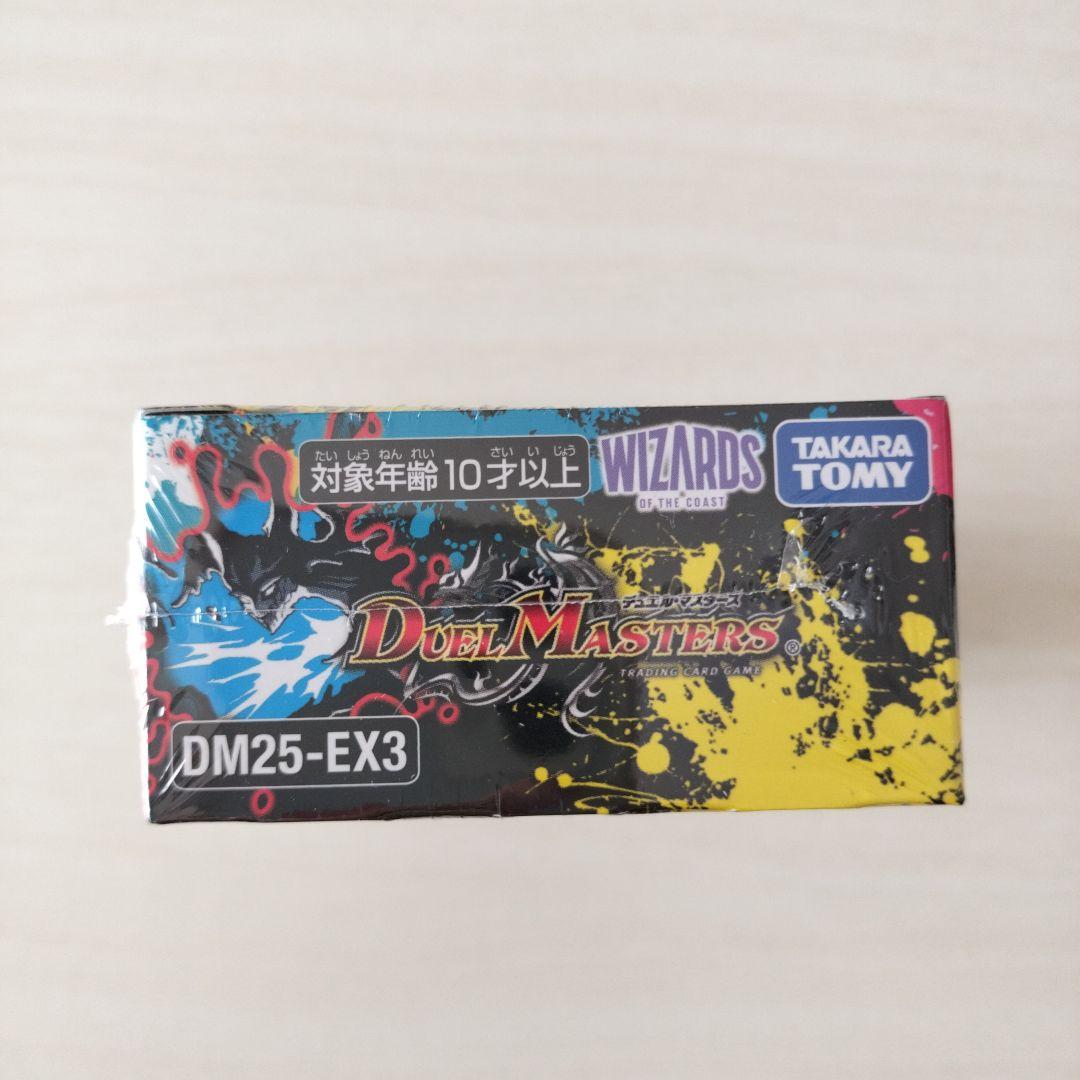 たい しょう ねん れい さい い じょう
対象年齢10才以上
WIZARDS
OF THE COAST
TAKARA
TOMY
デュエル・マスターズ
DUEL MASTERS®
TRADING CARD GAME
DM25-EX3